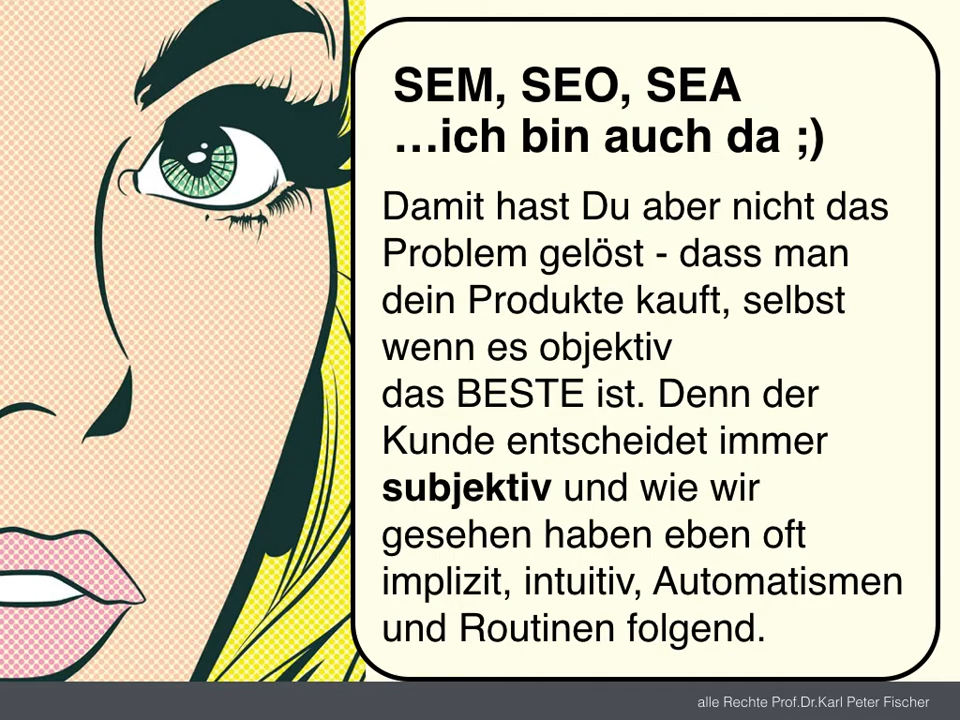 SEM, SEO, SEA
…ich bin auch da ;)
Damit hast Du aber nicht das
Problem gelöst - dass man
dein Produkte kauft, selbst
wenn es objektiv
das BESTE ist. Denn der
Kunde entscheidet immer
subjektiv und wie wir
gesehen haben eben oft
implizit, intuitiv, Automatismen
und Routinen folgend.
alle Rechte Prof.Dr.Karl Peter Fischer